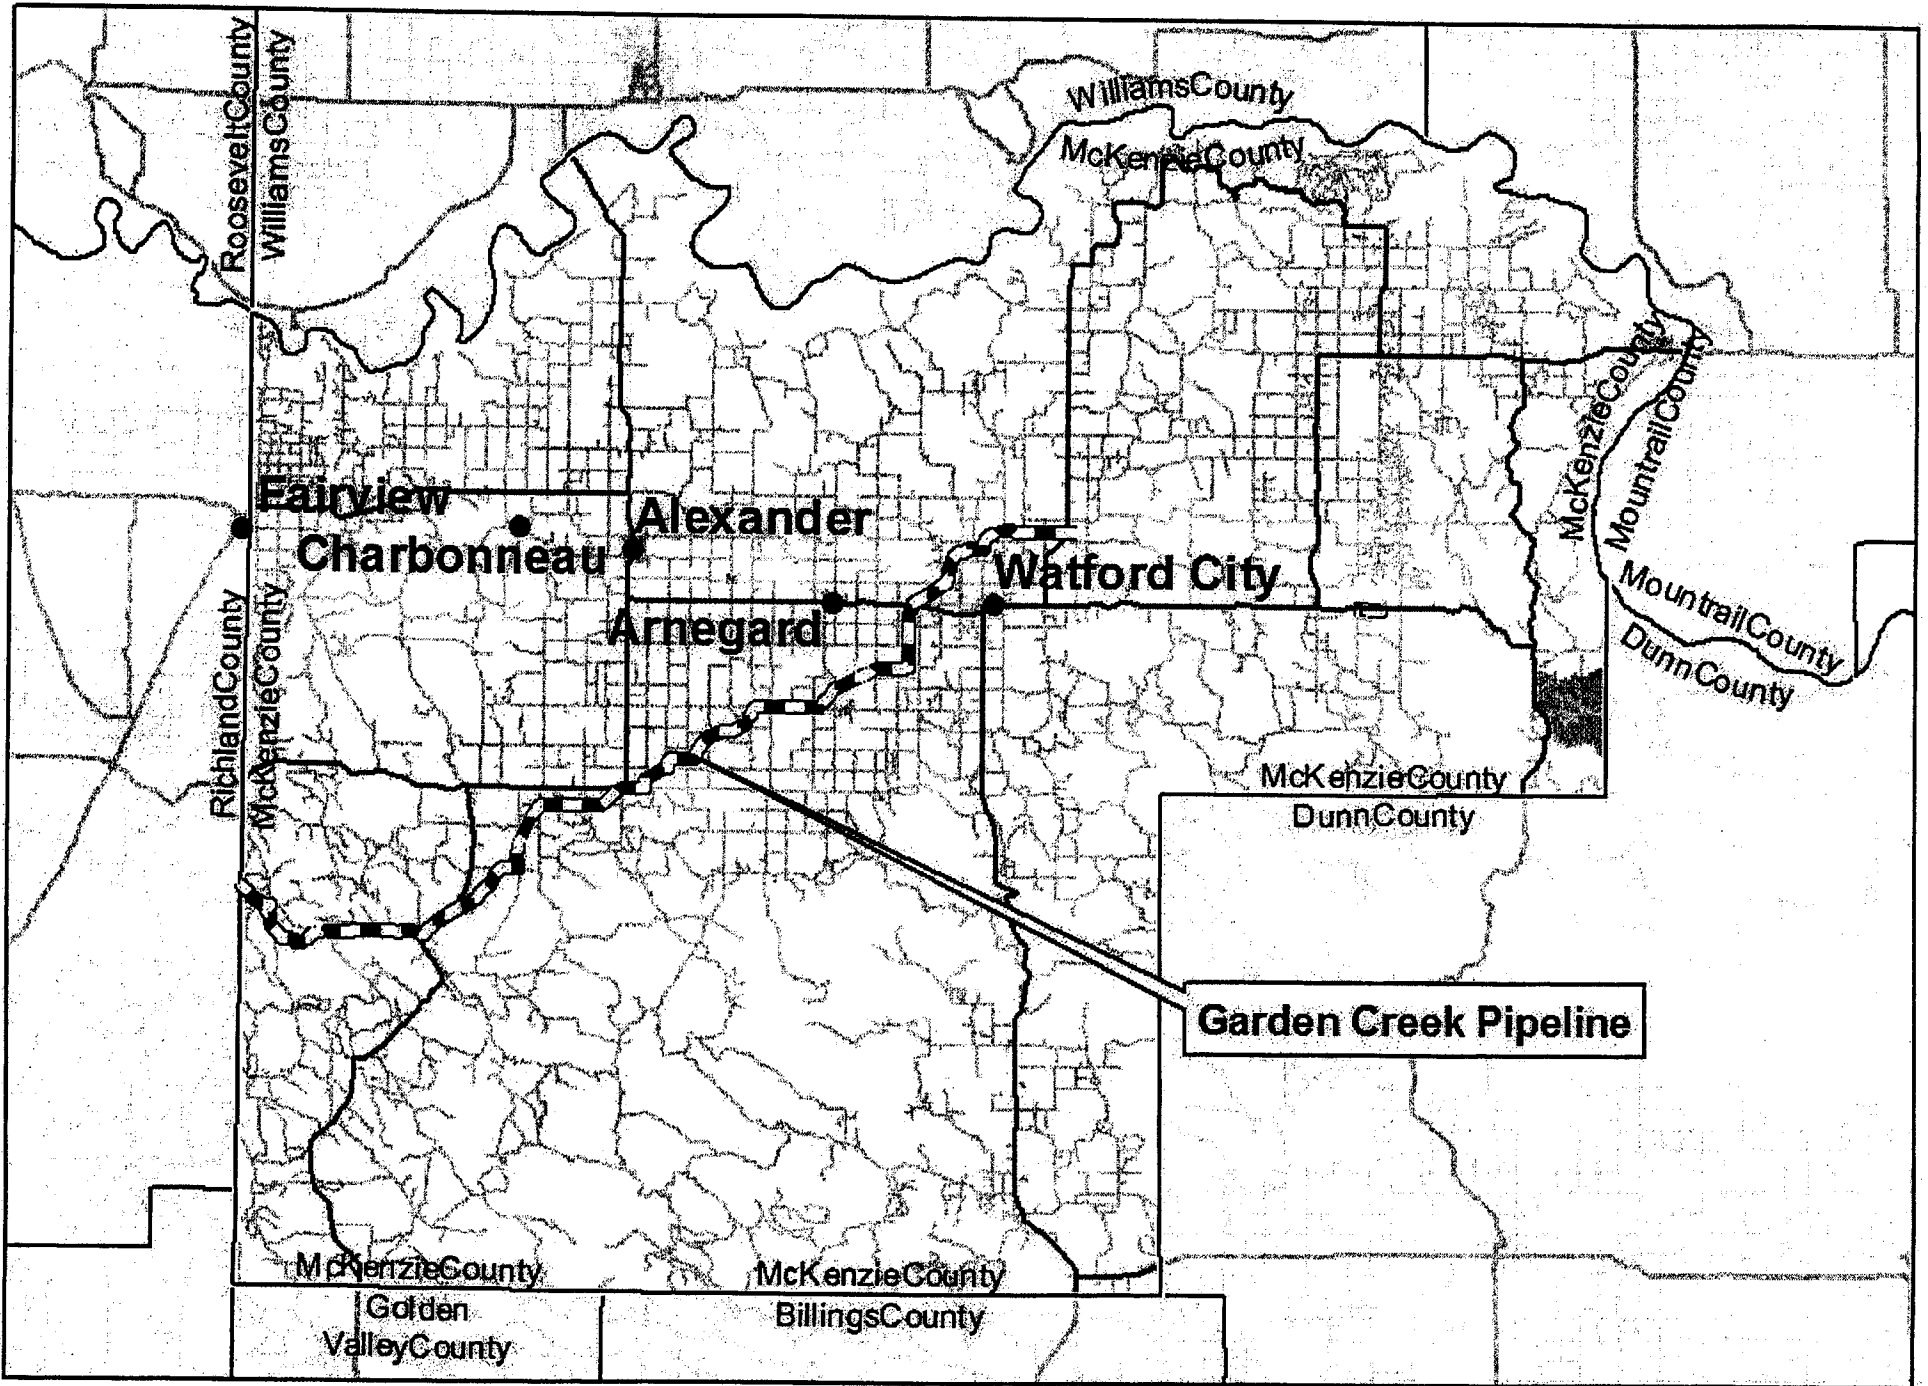 RooseveltCounty
WilliamsCounty
WilliamsCounty
McKenzieCounty
McKenzieCounty
MountrailCounty
Fairview
Charbonneau
Alexander
Watford City
Arnegard
MountrailCounty
DunnCounty
RichlandCounty
McKenzieCounty
McKenzieCounty
DunnCounty
Garden Creek Pipeline
McKenzieCounty
Golden
ValleyCounty
McKenzieCounty
BillingsCounty